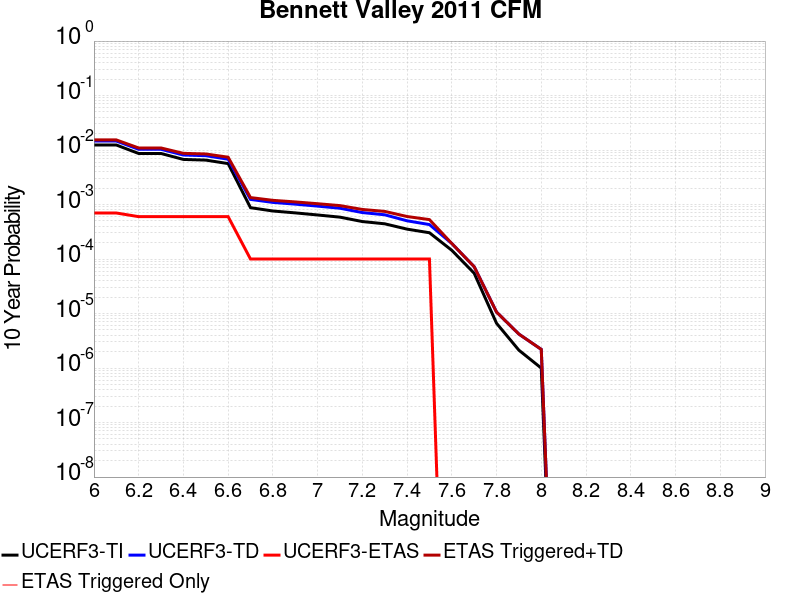 Bennett Valley 2011 CFM
10 Year Probability
10 0
10 -1
10 -2
10 -3
10 -4
10 -5
10 -6
10 -7
10 -8
6 6.2 6.4 6.6 6.8 7 7.2 7.4 7.6 7.8 8 8.2 8.4 8.6 8.8 9
Magnitude
UCERF3-TI UCERF3-TD UCERF3-ETAS ETAS Triggered+TD
ETAS Triggered Only